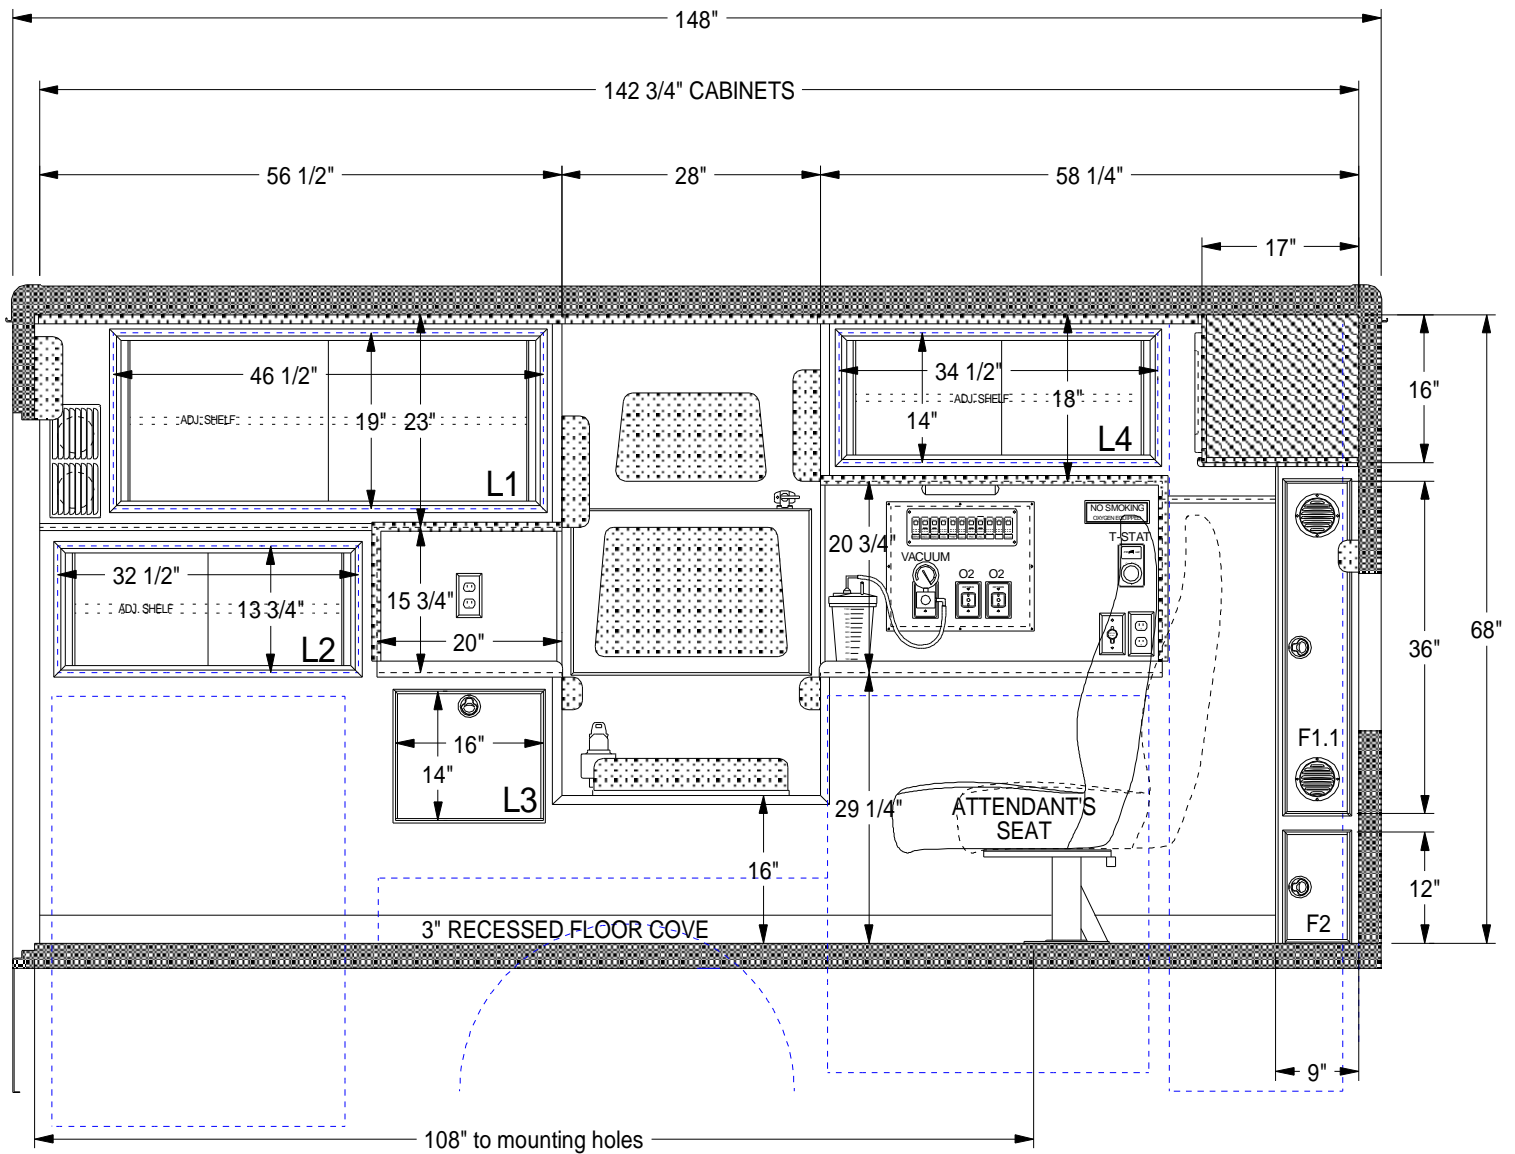 148"
142 3/4" CABINETS
56 1/2"
28"
58 1/4"
17"
46 1/2"
19"
23"
ADJ. SHELF
L1
34 1/2"
ADJ. SHELF
18"
14"
L4
16"
NO SMOKING
OXYGEN EQUIPPED
T-STAT
20 3/4"
VACUUM
O2
O2
32 1/2"
ADJ. SHELF
13 3/4"
L2
15 3/4"
20"
68"
36"
16"
14"
L3
F1.1
29 1/4"
ATTENDANT'S
SEAT
16"
12"
F2
3" RECESSED FLOOR COVE
9"
108" to mounting holes